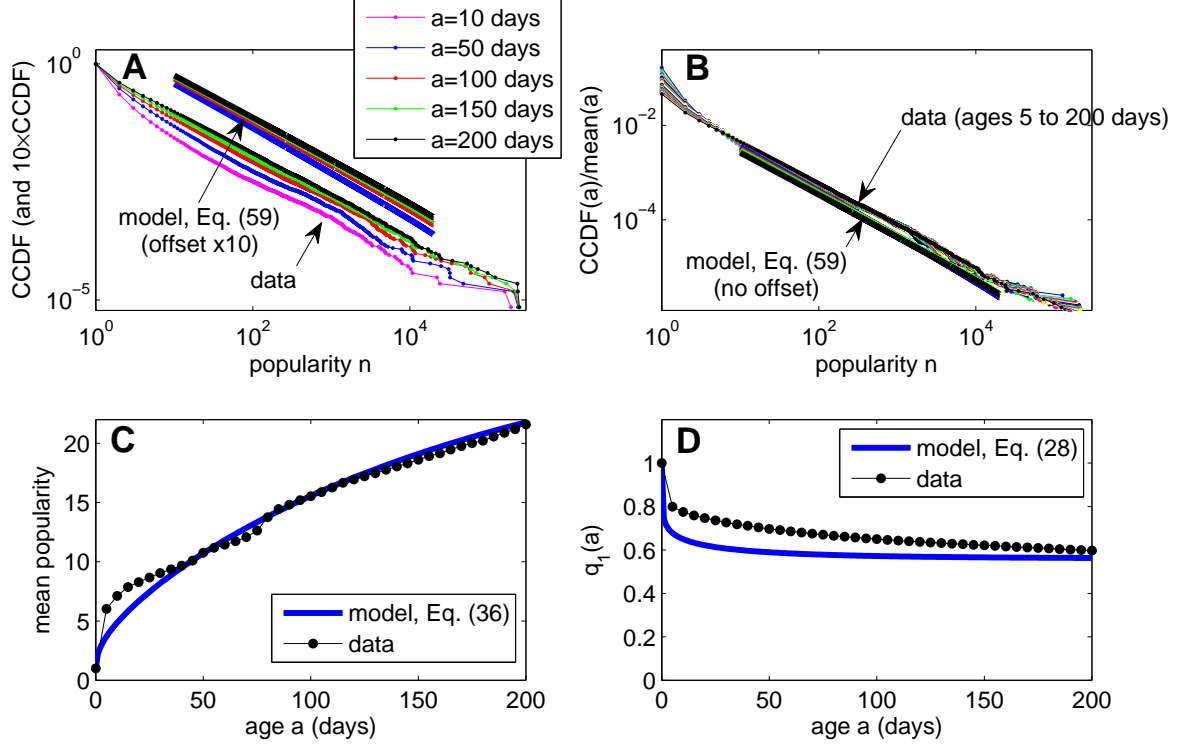 A
a=10 days
a=50 days
a=100 days
a=150 days
a=200 days
model, Eq. (59)
(offset x10)
data
CCDF (and 10×CCDF)
10^0
10^-5
10^0
10^2
10^4
popularity n
B
data (ages 5 to 200 days)
model, Eq. (59)
(no offset)
CCDF(a)/mean(a)
10^-2
10^-4
10^0
10^2
10^4
popularity n
C
model, Eq. (36)
data
mean popularity
20
15
10
5
0
0
50
100
150
200
age a (days)
D
model, Eq. (28)
data
q_1(a)
1
0.8
0.6
0.4
0.2
0
0
50
100
150
200
age a (days)